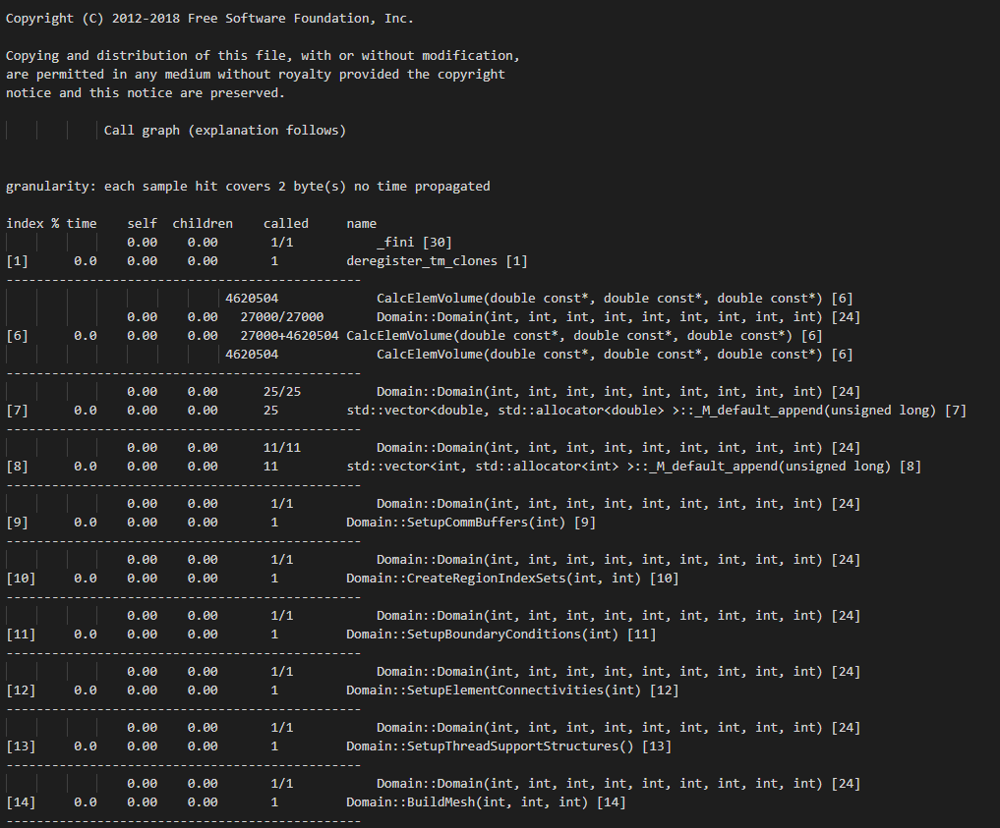 Copyright (C) 2012-2018 Free Software Foundation, Inc.
Copying and distribution of this file, with or without modification,
are permitted in any medium without royalty provided the copyright
notice and this notice are preserved.
Call graph (explanation follows)
granularity: each sample hit covers 2 byte(s) no time propagated
index % time    self  children    called     name
                0.00    0.00       1/1           _fini [30]
[1]      0.0    0.00    0.00       1         deregister_tm_clones [1]
-----------------------------------------------
                             4620504             CalcElemVolume(double const*, double const*, double const*) [6]
                0.00    0.00   27000/27000       Domain::Domain(int, int, int, int, int, int, int, int, int) [24]
[6]      0.0    0.00    0.00   27000+4620504 CalcElemVolume(double const*, double const*, double const*) [6]
                             4620504             CalcElemVolume(double const*, double const*, double const*) [6]
-----------------------------------------------
                0.00    0.00      25/25          Domain::Domain(int, int, int, int, int, int, int, int, int) [24]
[7]      0.0    0.00    0.00      25         std::vector<double, std::allocator<double> >::_M_default_append(unsigned long) [7]
-----------------------------------------------
                0.00    0.00      11/11          Domain::Domain(int, int, int, int, int, int, int, int, int) [24]
[8]      0.0    0.00    0.00      11         std::vector<int, std::allocator<int> >::_M_default_append(unsigned long) [8]
-----------------------------------------------
                0.00    0.00       1/1           Domain::Domain(int, int, int, int, int, int, int, int, int) [24]
[9]      0.0    0.00    0.00       1         Domain::SetupCommBuffers(int) [9]
-----------------------------------------------
                0.00    0.00       1/1           Domain::Domain(int, int, int, int, int, int, int, int, int) [24]
[10]     0.0    0.00    0.00       1         Domain::CreateRegionIndexSets(int, int) [10]
-----------------------------------------------
                0.00    0.00       1/1           Domain::Domain(int, int, int, int, int, int, int, int, int) [24]
[11]     0.0    0.00    0.00       1         Domain::SetupBoundaryConditions(int) [11]
-----------------------------------------------
                0.00    0.00       1/1           Domain::Domain(int, int, int, int, int, int, int, int, int) [24]
[12]     0.0    0.00    0.00       1         Domain::SetupElementConnectivities(int) [12]
-----------------------------------------------
                0.00    0.00       1/1           Domain::Domain(int, int, int, int, int, int, int, int, int) [24]
[13]     0.0    0.00    0.00       1         Domain::SetupThreadSupportStructures() [13]
-----------------------------------------------
                0.00    0.00       1/1           Domain::Domain(int, int, int, int, int, int, int, int, int) [24]
[14]     0.0    0.00    0.00       1         Domain::BuildMesh(int, int, int) [14]
-----------------------------------------------